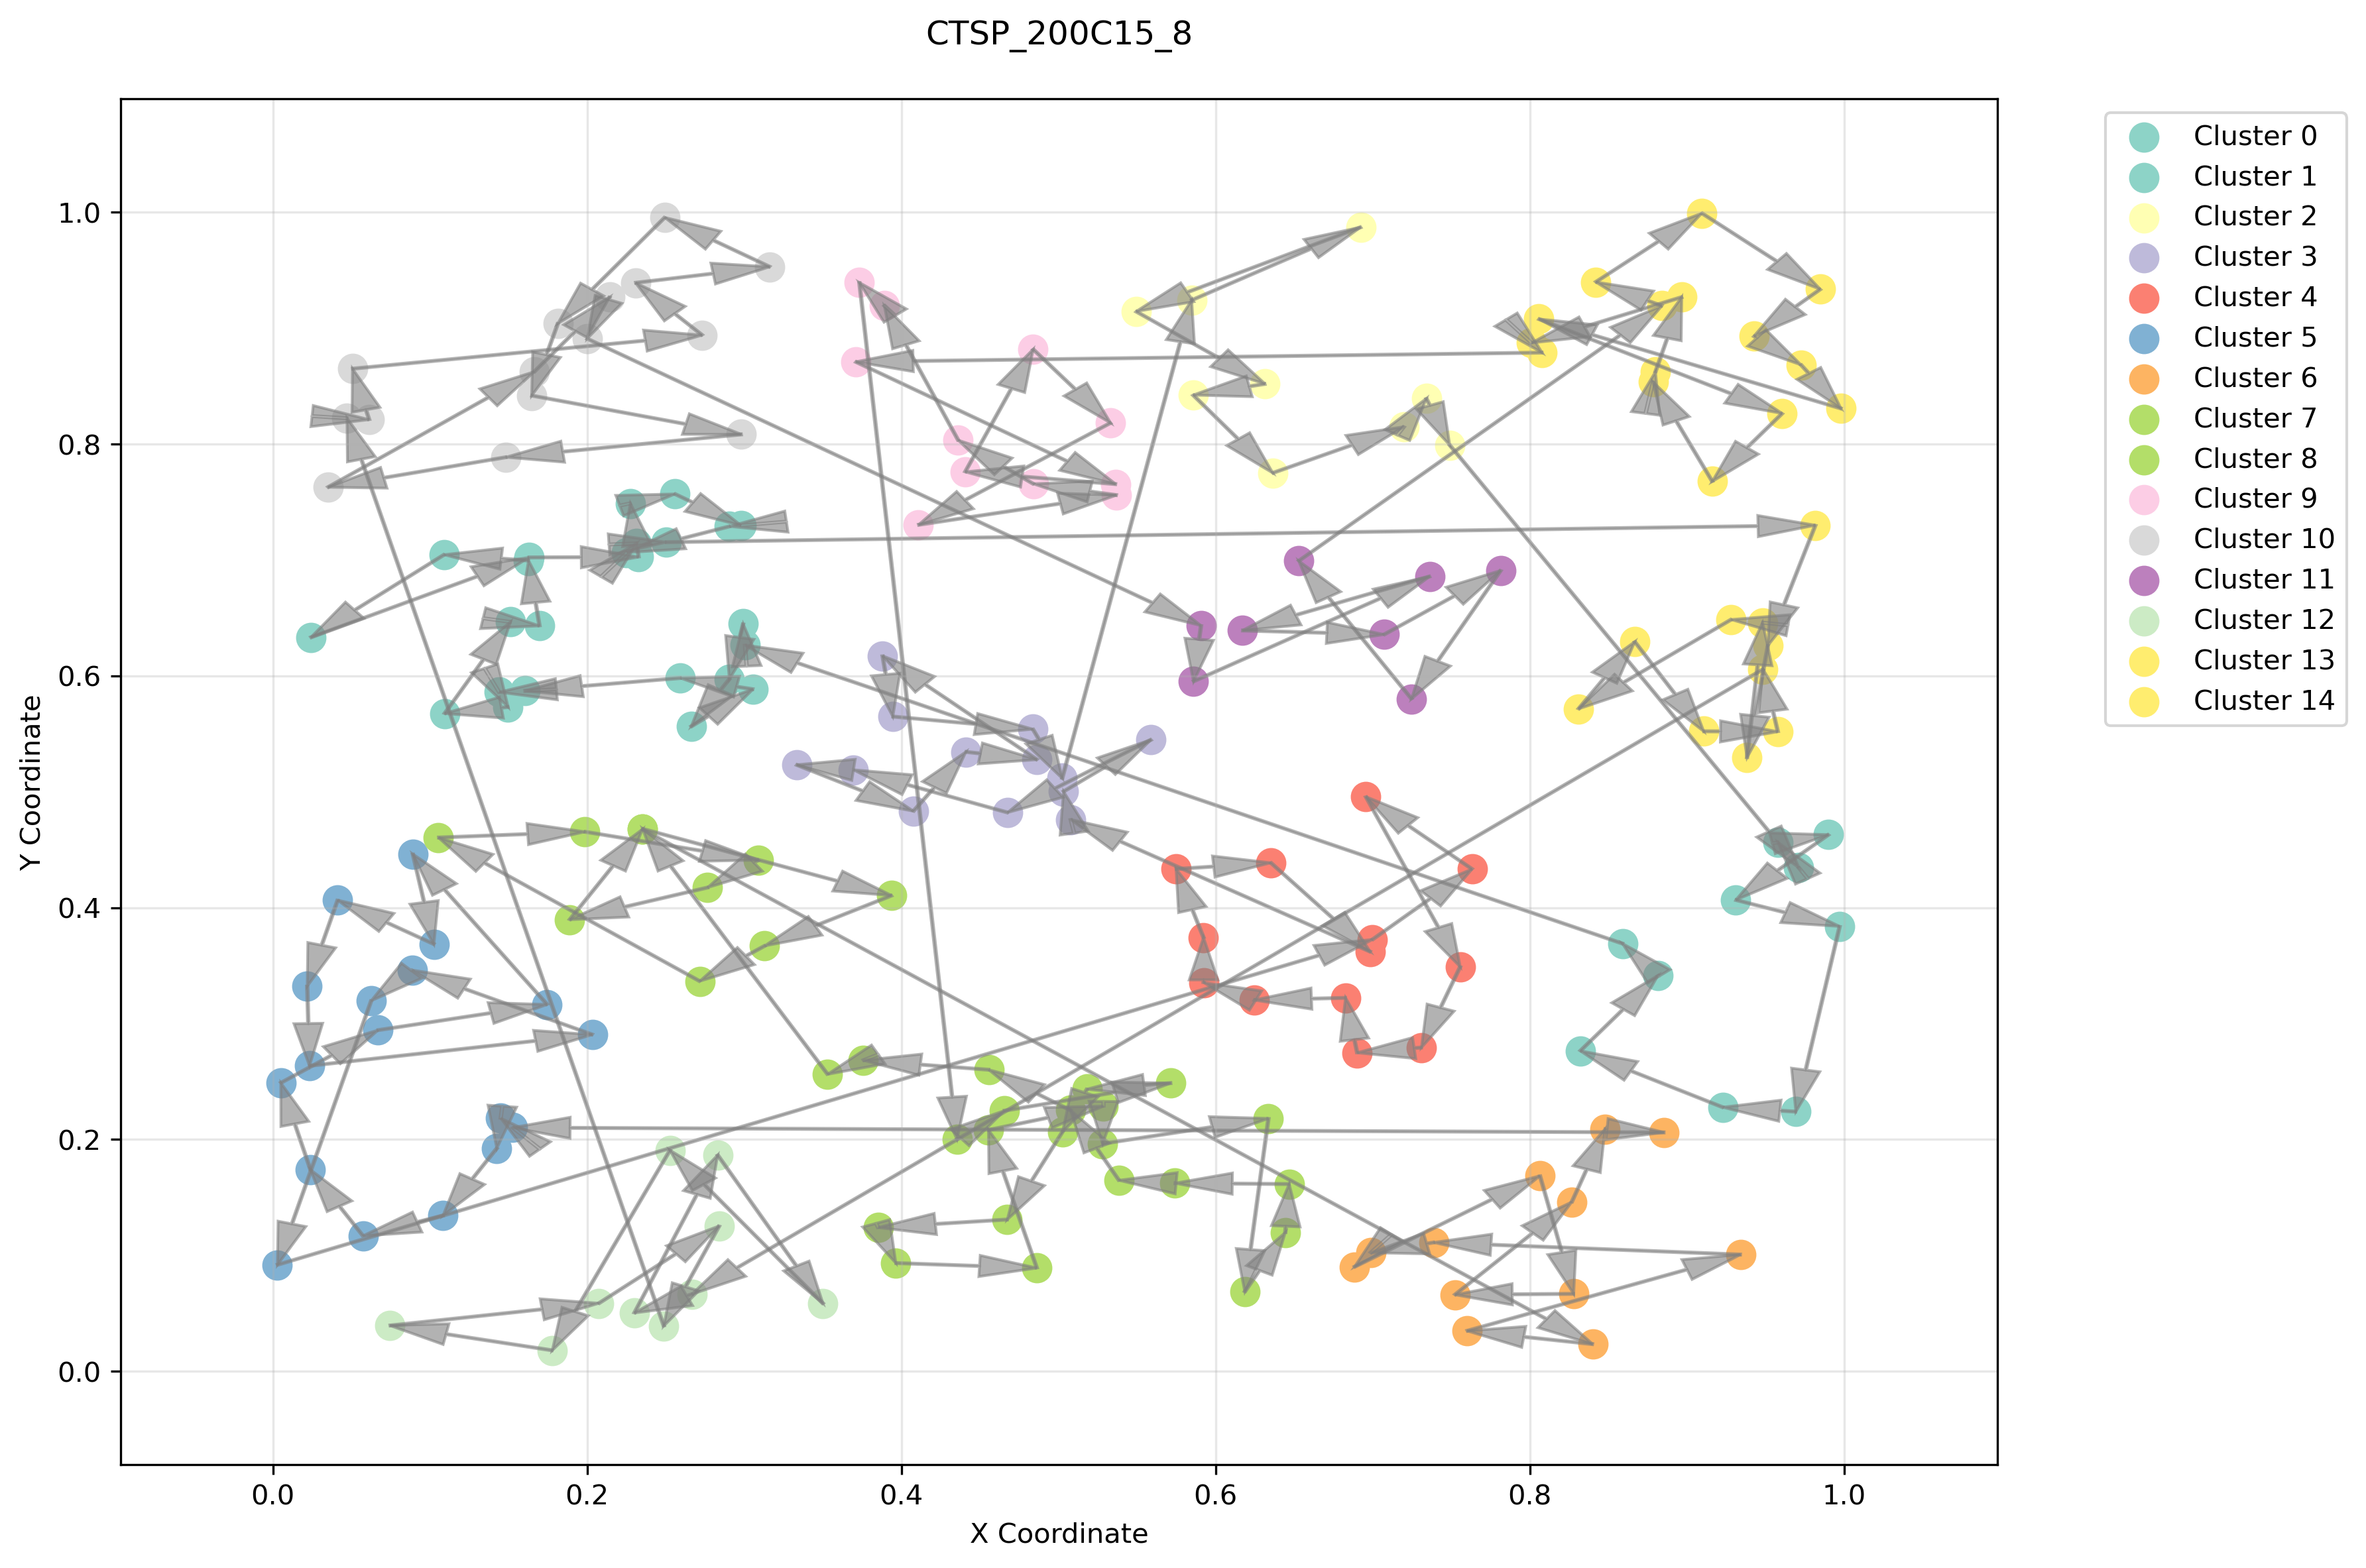 CTSP_200C15_8
1.0
0.8
0.6
0.4
0.2
0.0
Y Coordinate
0.0 0.2 0.4 0.6 0.8 1.0
X Coordinate
Cluster 0
Cluster 1
Cluster 2
Cluster 3
Cluster 4
Cluster 5
Cluster 6
Cluster 7
Cluster 8
Cluster 9
Cluster 10
Cluster 11
Cluster 12
Cluster 13
Cluster 14